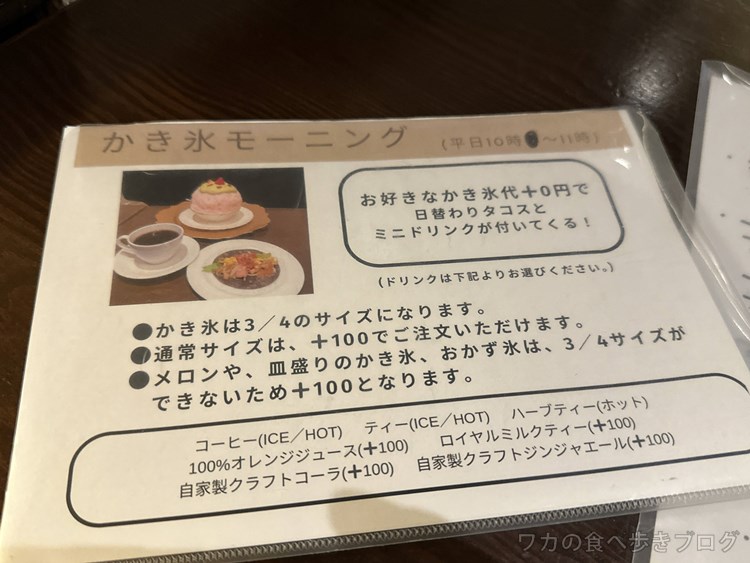 かき氷モーニング (平日10時～11時)
お好きなかき氷代＋0円で
日替わりタコスと
ミニドリンクが付いてくる！
(ドリンクは下記よりお選びください。)
●かき氷は3／4のサイズになります。
●通常サイズは、＋100でご注文いただけます。
●メロンや、皿盛りのかき氷、おかず氷は、3／4サイズが
できないため＋100となります。
コーヒー(ICE／HOT) ティー(ICE／HOT) ハーブティー(ホット)
100%オレンジジュース(＋100) ロイヤルミルクティー(＋100)
自家製クラフトコーラ(＋100) 自家製クラフトジンジャエール(＋100)
ワカの食べ歩きブログ